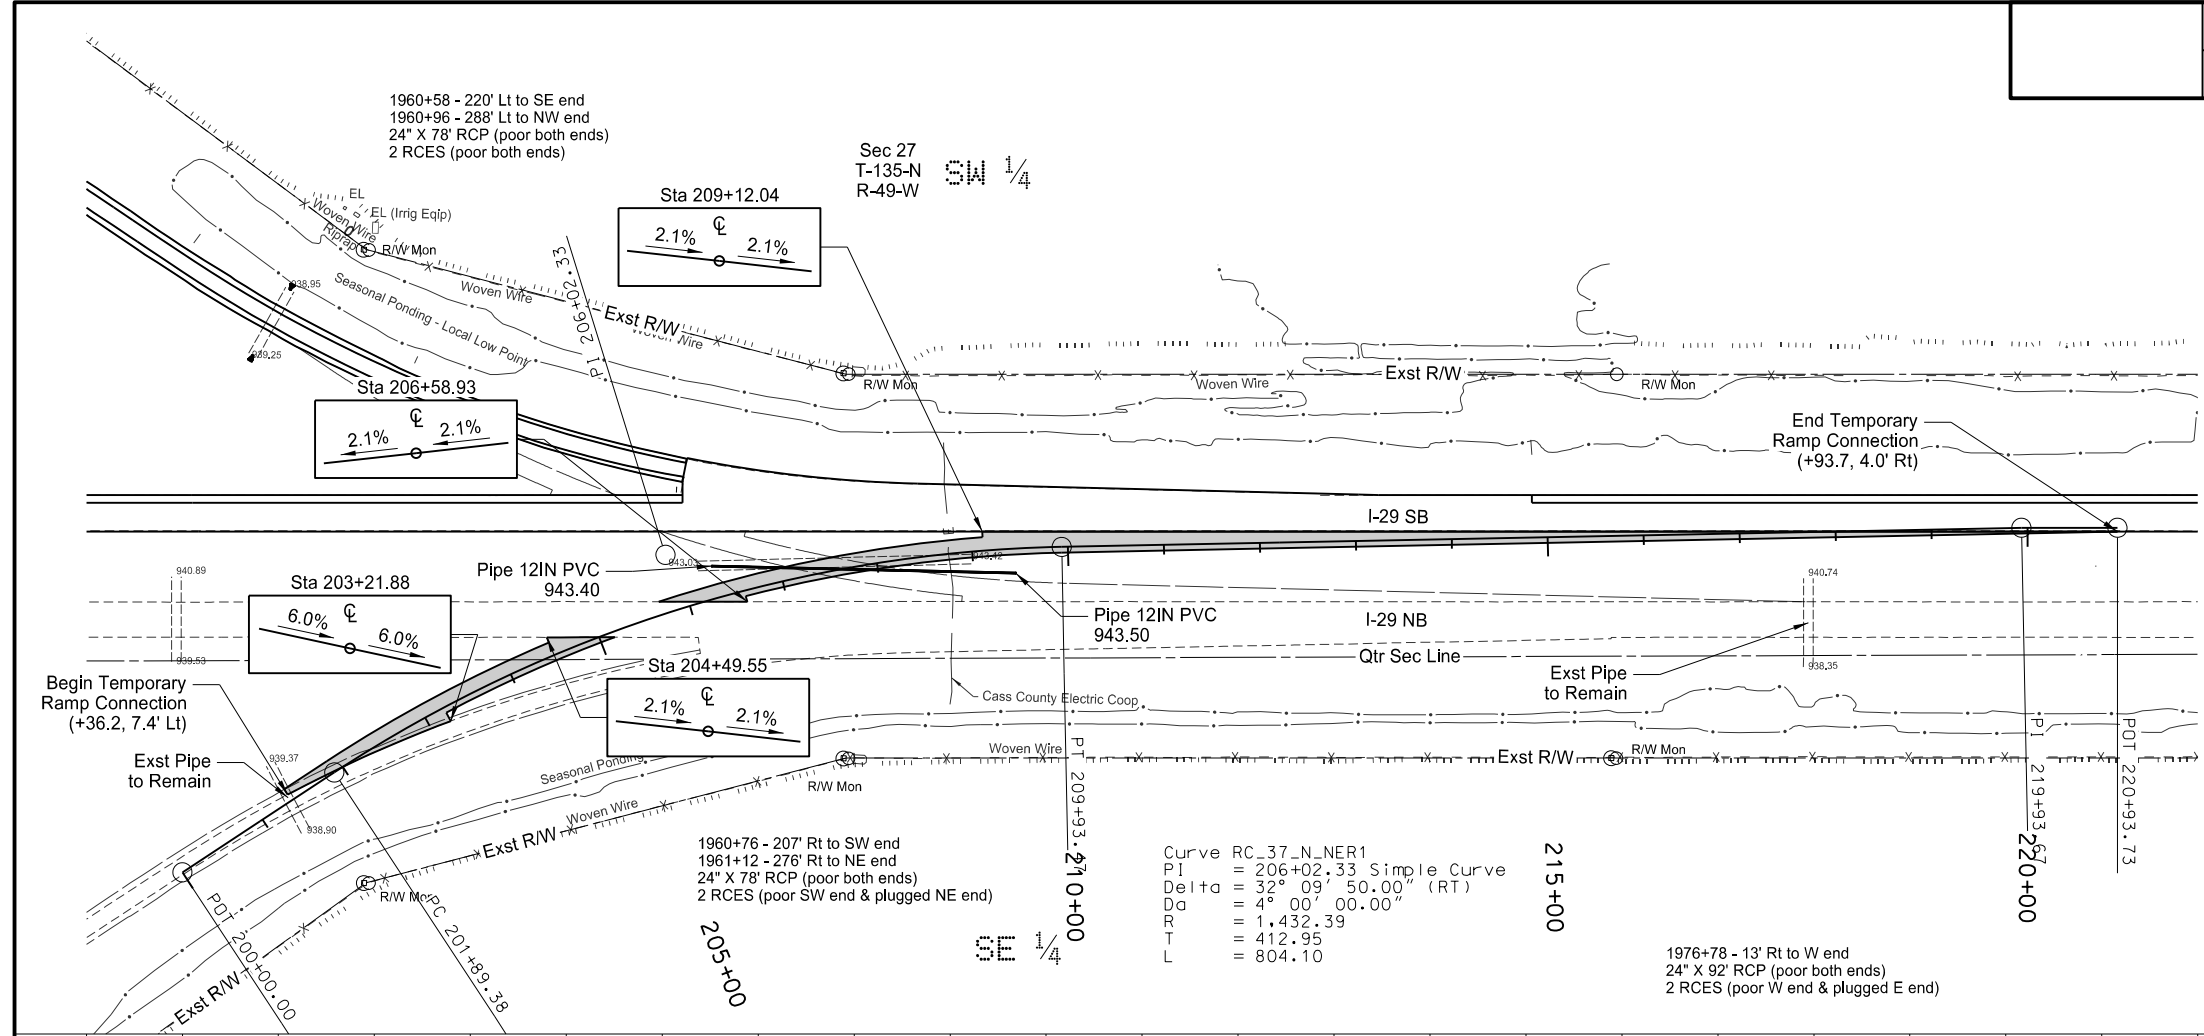 1960+58 - 220' Lt to SE end
1960+96 - 288' Lt to NW end
24" X 78' RCP (poor both ends)
2 RCES (poor both ends)
Sec 27
T-135-N
R-49-W
SW 1/4
Sta 209+12.04
℄
2.1%
2.1%
EL
EL (Irrig Eqip)
Woven Wire
Riprap
R/W Mon
PI 206+02.33
938.95
939.25
Seasonal Ponding - Local Low Point
Woven Wire
Exst R/W
Woven Wire
R/W Mon
Woven Wire
Exst R/W
R/W Mon
Sta 206+58.93
℄
2.1%
2.1%
End Temporary
Ramp Connection
(+93.7, 4.0' Rt)
I-29 SB
E
943.03
943.42
Pipe 12IN PVC
943.40
940.89
939.53
Sta 203+21.88
℄
6.0%
6.0%
Pipe 12IN PVC
943.50
I-29 NB
940.74
938.35
Qtr Sec Line
Exst Pipe
to Remain
Sta 204+49.55
℄
2.1%
2.1%
Begin Temporary
Ramp Connection
(+36.2, 7.4' Lt)
Cass County Electric Coop
Exst Pipe
to Remain
939.37
938.90
Seasonal Ponding
Woven Wire
R/W Mon
Woven Wire
Exst R/W
R/W Mon
Exst R/W
R/W Mon
Exst R/W
POT 200+00.00
PC 201+89.38
205+00
PT 209+93.47
210+00
215+00
PI 219+93.67
220+00
POT 220+93.73
1960+76 - 207' Rt to SW end
1961+12 - 276' Rt to NE end
24" X 78' RCP (poor both ends)
2 RCES (poor SW end & plugged NE end)
SE 1/4
Curve RC_37_N_NER1
PI = 206+02.33 Simple Curve
Delta = 32° 09' 50.00" (RT)
Da = 4° 00' 00.00"
R = 1,432.39
T = 412.95
L = 804.10
1976+78 - 13' Rt to W end
24" X 92' RCP (poor both ends)
2 RCES (poor W end & plugged E end)